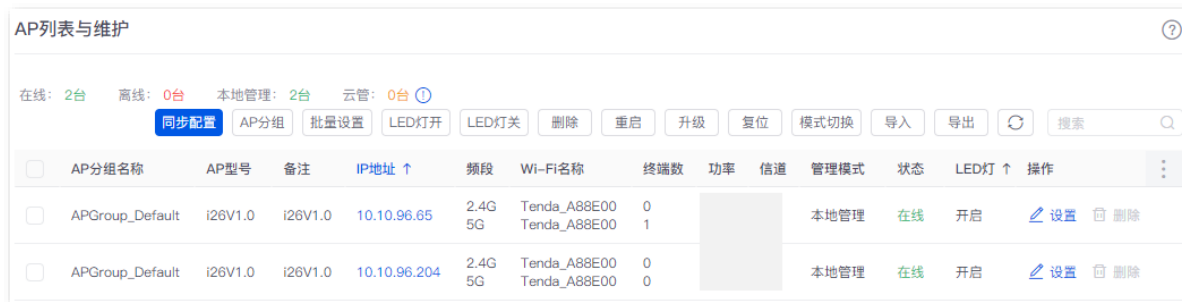 AP列表与维护
在线: 2台 离线: 0台 本地管理: 2台 云管: 0台
同步配置 AP分组 批量设置 LED灯开 LED灯关 删除 重启 升级 复位 模式切换 导入 导出 搜索
AP分组名称 AP型号 备注 IP地址 ↑ 频段 Wi-Fi名称 终端数 功率 信道 管理模式 状态 LED灯 ↑ 操作
APGroup_Default i26V1.0 i26V1.0 10.10.96.65 2.4G Tenda_A88E00 0 本地管理 在线 开启 设置 删除
5G Tenda_A88E00 1
APGroup_Default i26V1.0 i26V1.0 10.10.96.204 2.4G Tenda_A88E00 0 本地管理 在线 开启 设置 删除
5G Tenda_A88E00 0